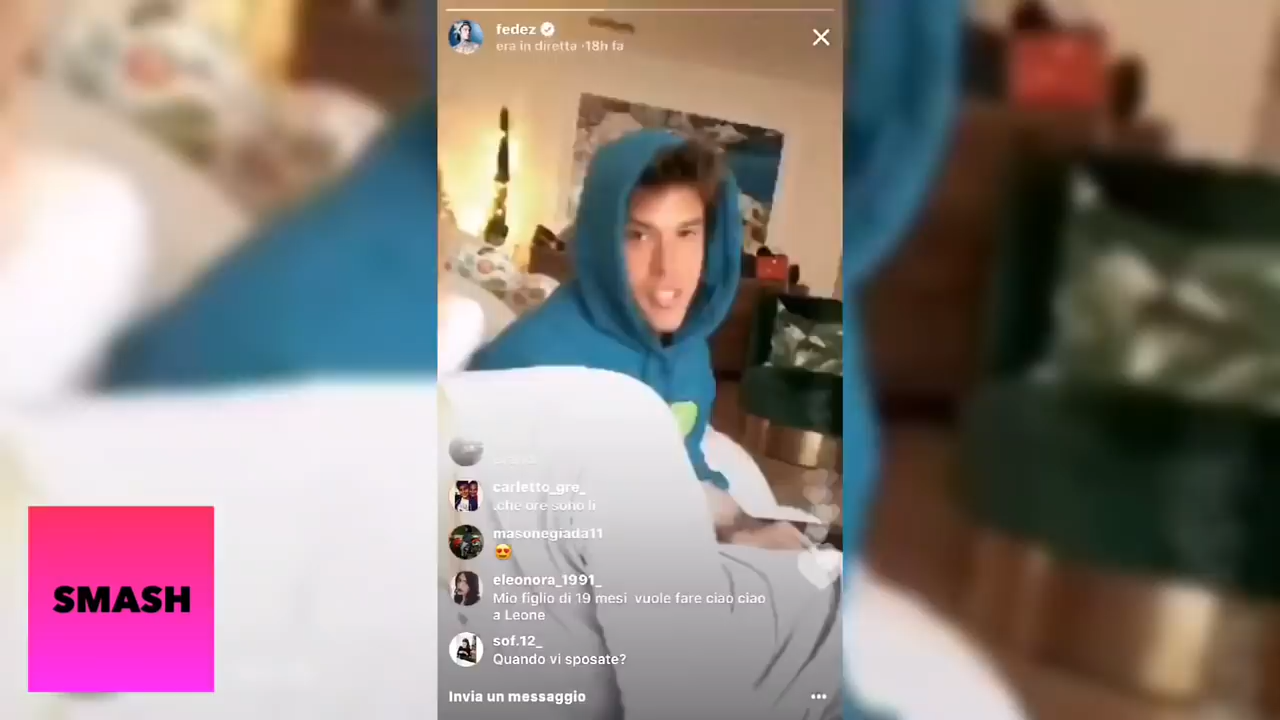 fedez
era in diretta ·18h fa
carletto_gre_
.che ore sono lì
masonegiada11
😍
eleonora_1991_
Mio figlio di 19 mesi vuole fare ciao ciao
a Leone
SMASH
sof.12_
Quando vi sposate?
Invia un messaggio